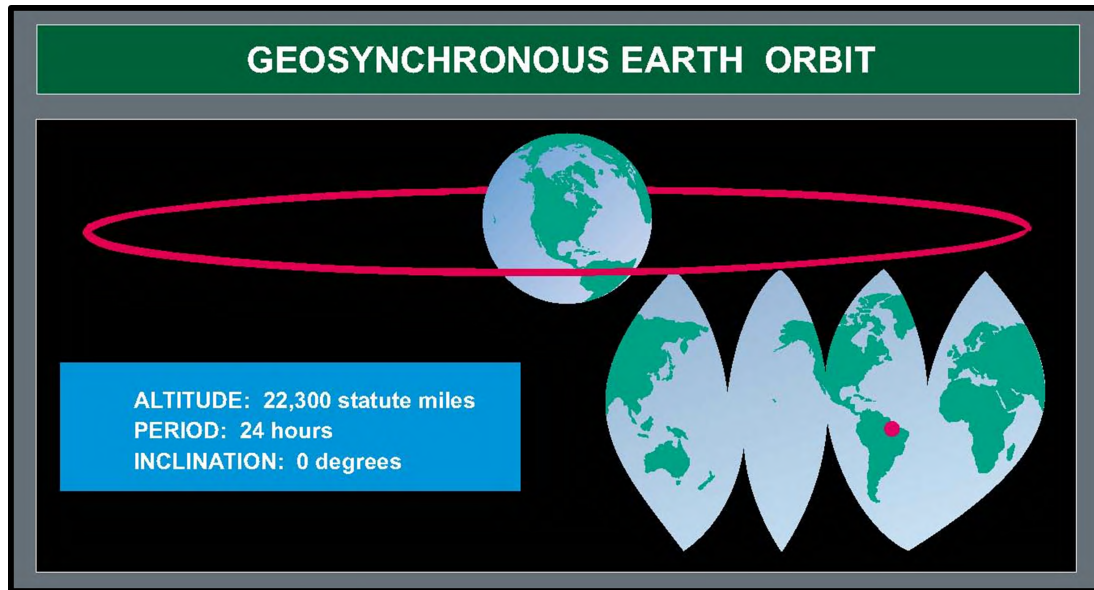 GEOSYNCHRONOUS EARTH ORBIT
ALTITUDE: 22,300 statute miles
PERIOD: 24 hours
INCLINATION: 0 degrees